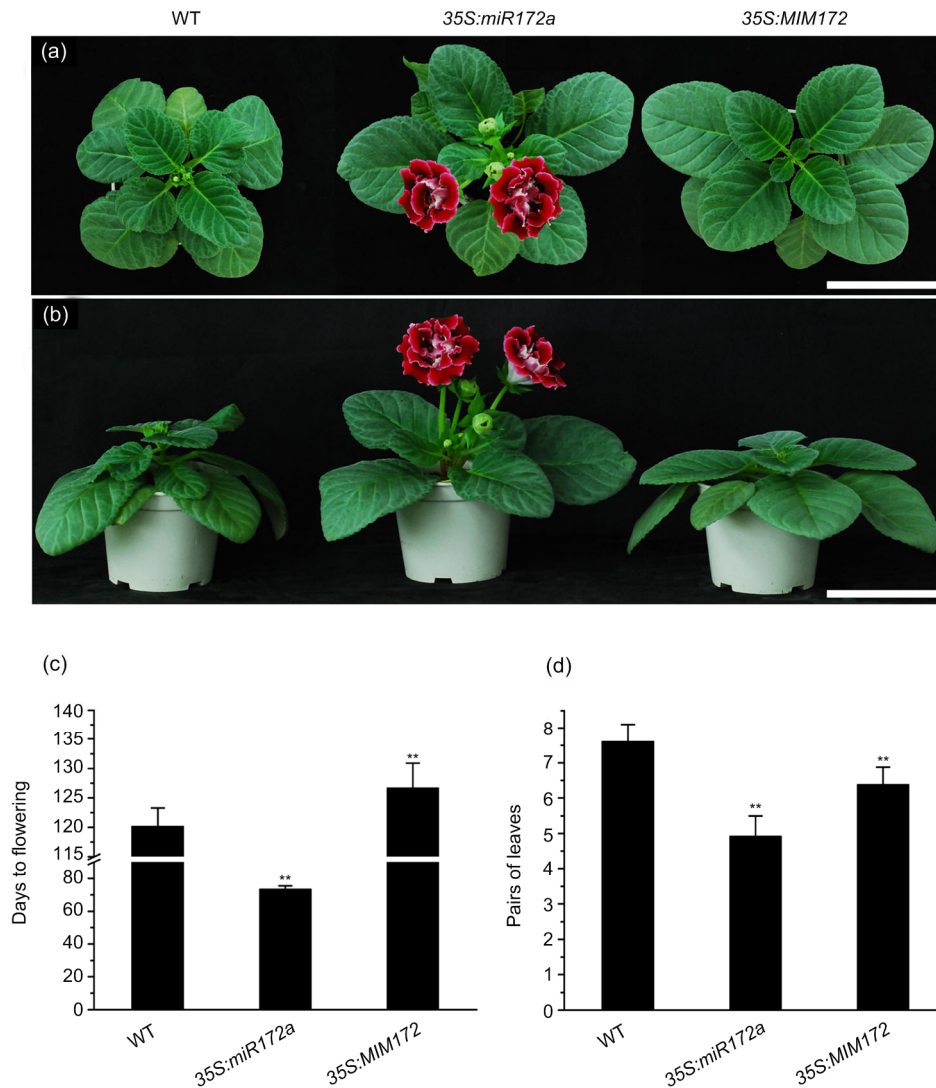 WT 35S:miR172a 35S:MIM172
(a)
(b)
(c)
140
135
130
125
120
115
80
60
40
20
0
Days to flowering
**
**
WT
35S:miR172a
35S:MIM172
(d)
8
7
6
5
4
3
2
1
0
Pairs of leaves
**
**
WT
35S:miR172a
35S:MIM172